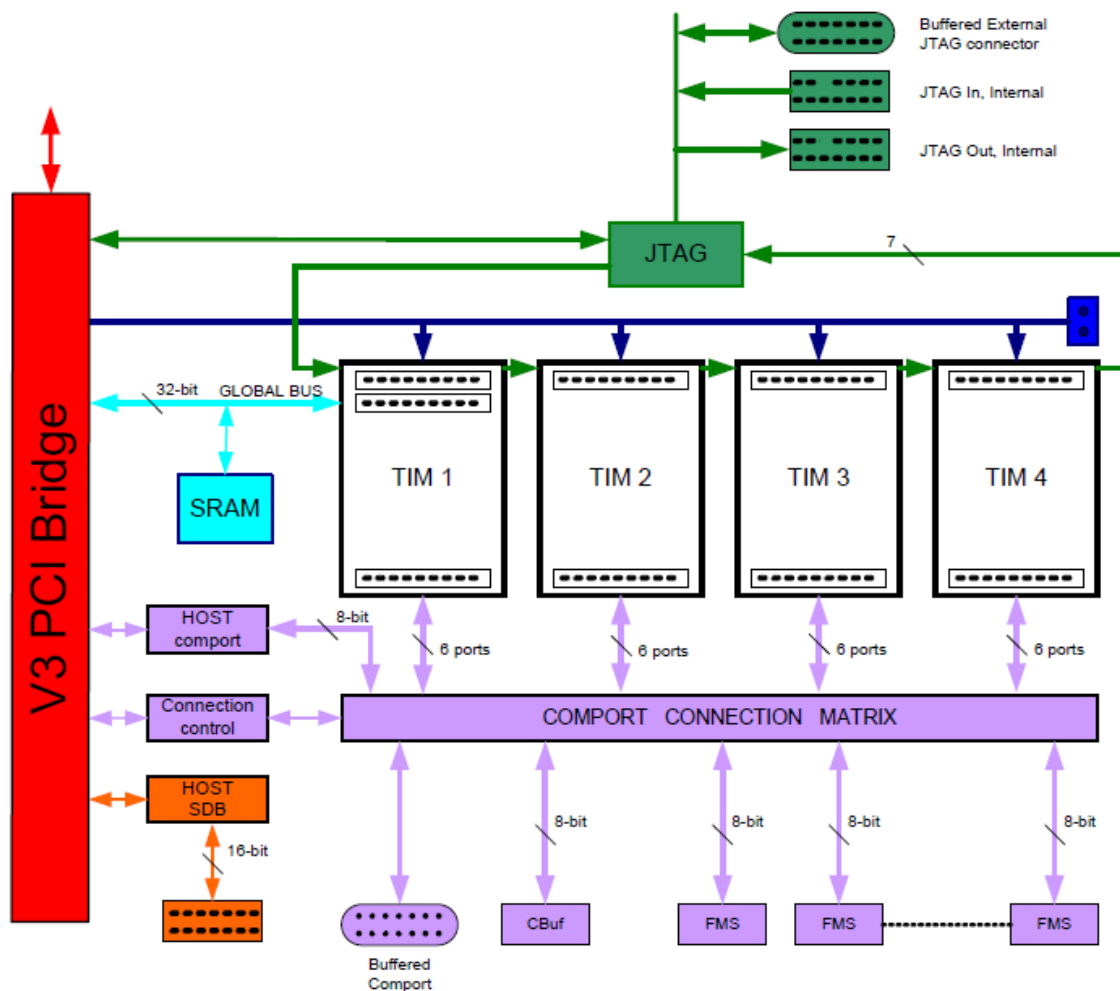 Buffered External
JTAG connector
JTAG In, Internal
JTAG Out, Internal
JTAG
7
32-bit
GLOBAL BUS
V3 PCI Bridge
TIM 1
TIM 2
TIM 3
TIM 4
SRAM
HOST
comport
8-bit
6 ports
6 ports
6 ports
6 ports
Connection
control
COMPORT CONNECTION MATRIX
HOST
SDB
16-bit
8-bit
8-bit
8-bit
8-bit
CBuf
FMS
FMS
FMS
Buffered
Comport